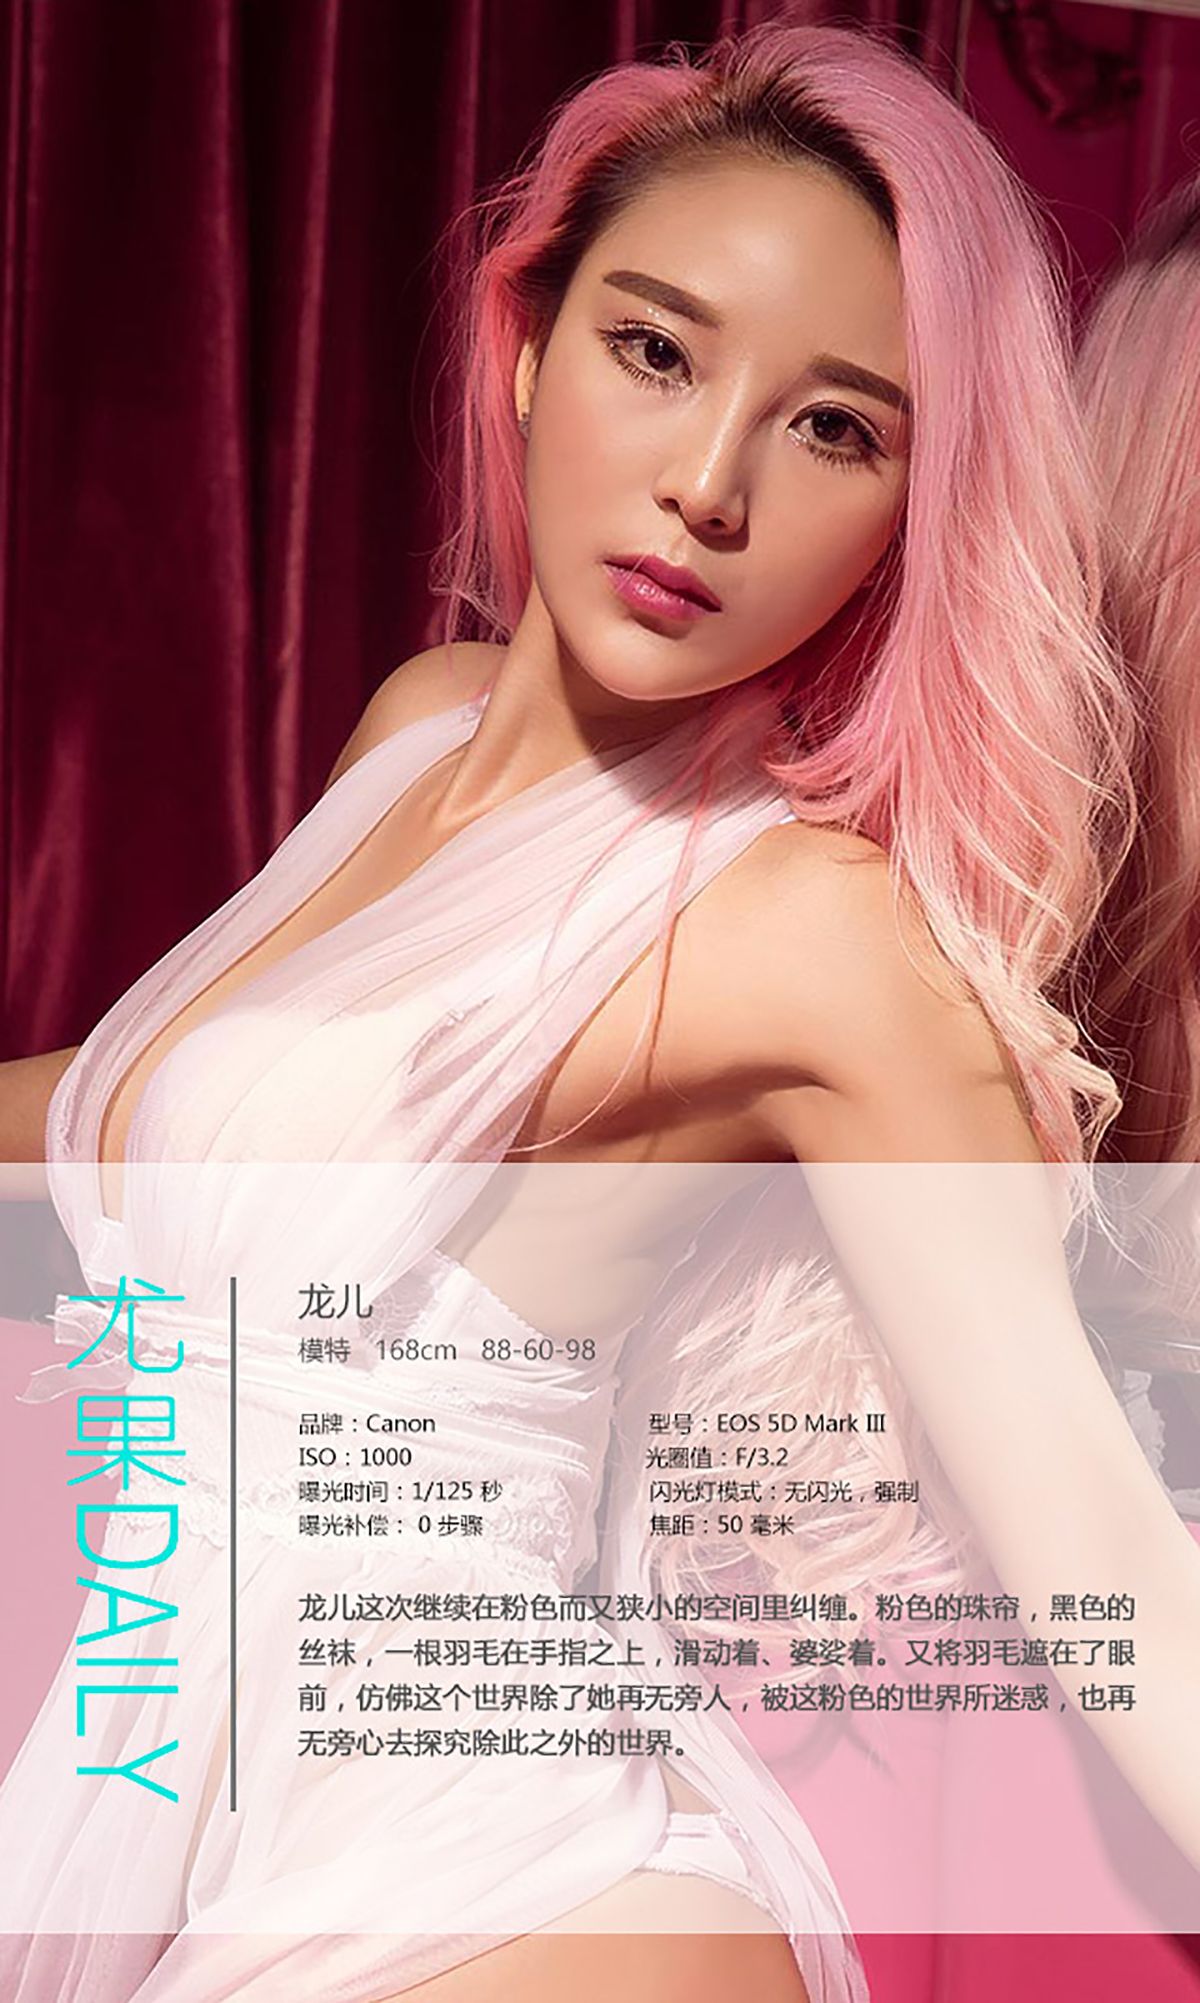 尤果DAILY
龙儿
模特 168cm 88-60-98
品牌：Canon 型号：EOS 5D Mark III
ISO：1000 光圈值：F/3.2
曝光时间：1/125 秒 闪光灯模式：无闪光，强制
曝光补偿： 0 步骤 焦距：50 毫米
龙儿这次继续在粉色而又狭小的空间里纠缠。粉色的珠帘，黑色的
丝袜，一根羽毛在手指之上，滑动着、婆娑着。又将羽毛遮在了眼
前，仿佛这个世界除了她再无旁人，被这粉色的世界所迷惑，也再
无旁心去探究除此之外的世界。